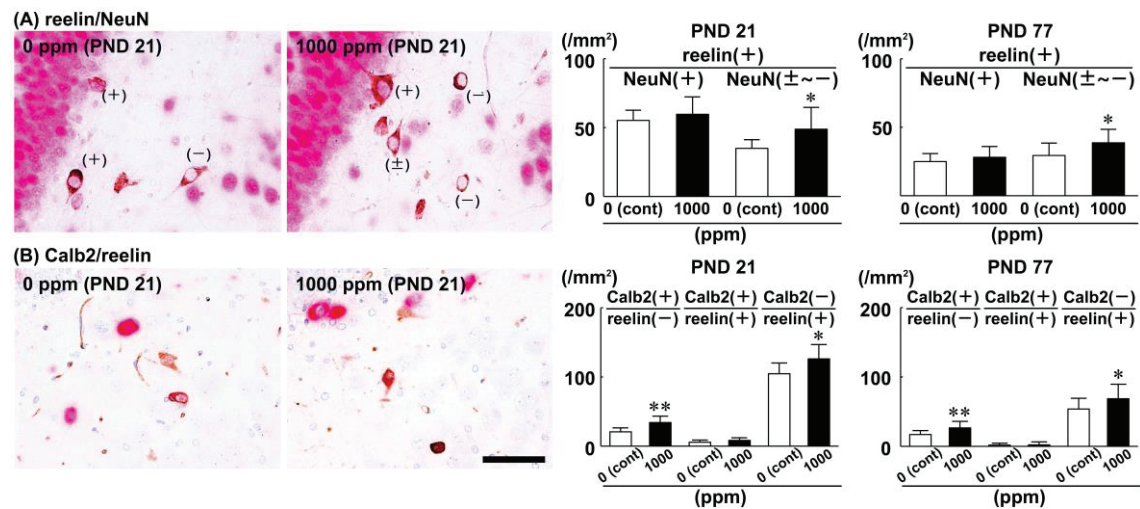 (A) reelin/NeuN
0 ppm (PND 21)
(+)
(+)
(−)
1000 ppm (PND 21)
(+)
(−)
(±)
(−)
PND 21
(/mm²)
reelin(+)
NeuN(+) NeuN(±~−)
100
50
0
*
0 (cont) 1000 0 (cont) 1000
(ppm)
PND 77
(/mm²)
reelin(+)
NeuN(+) NeuN(±~−)
100
50
0
*
0 (cont) 1000 0 (cont) 1000
(ppm)
(B) Calb2/reelin
0 ppm (PND 21)
1000 ppm (PND 21)
PND 21
(/mm²)
Calb2(+) Calb2(+) Calb2(−)
reelin(−) reelin(+) reelin(+)
200
100
0
**
*
0 (cont) 1000 0 (cont) 1000 0 (cont) 1000
(ppm)
PND 77
(/mm²)
Calb2(+) Calb2(+) Calb2(−)
reelin(−) reelin(+) reelin(+)
200
100
0
**
*
0 (cont) 1000 0 (cont) 1000 0 (cont) 1000
(ppm)